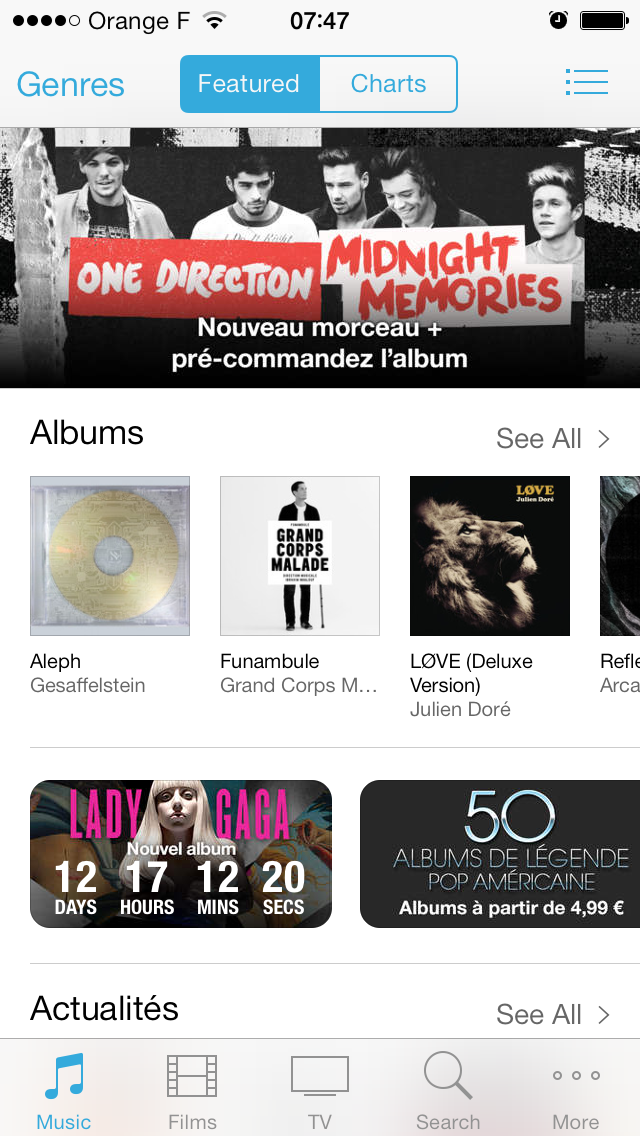 Orange F
07:47
Genres
Featured
Charts
ONE DIRECTION
MIDNIGHT
MEMORIES
Nouveau morceau +
pré-commandez l’album
Albums
See All
FUNAMBULE
GRAND
CORPS
MALADE
LØVE
Julien Doré
Aleph
Gesaffelstein
Funambule
Grand Corps M…
LØVE (Deluxe
Version)
Julien Doré
Refle
Arca
LADY GAGA
Nouvel album
12 17 12 20
DAYS HOURS MINS SECS
50
ALBUMS DE LÉGENDE
POP AMÉRICAINE
Albums à partir de 4,99 €
Actualités
See All
Music
Films
TV
Search
More